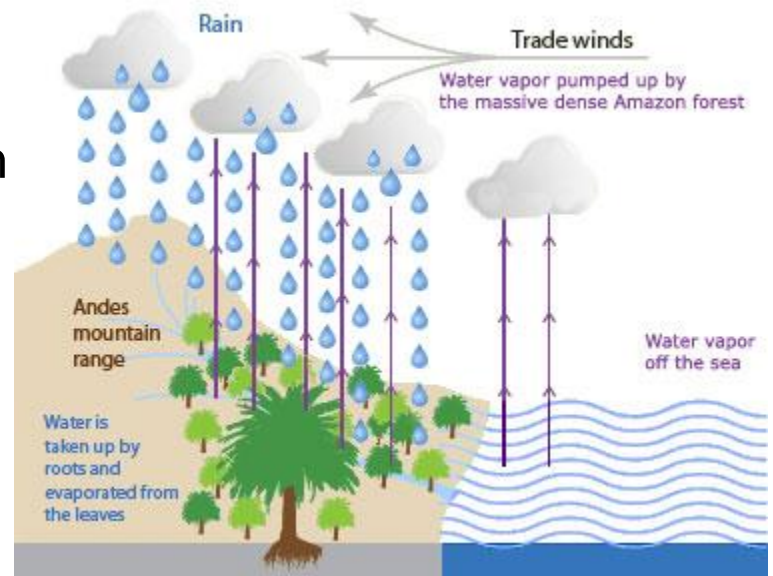 Rain
Trade winds
Water vapor pumped up by
the massive dense Amazon forest
Andes
mountain
range
Water vapor
off the sea
Water is
taken up by
roots and
evaporated from
the leaves